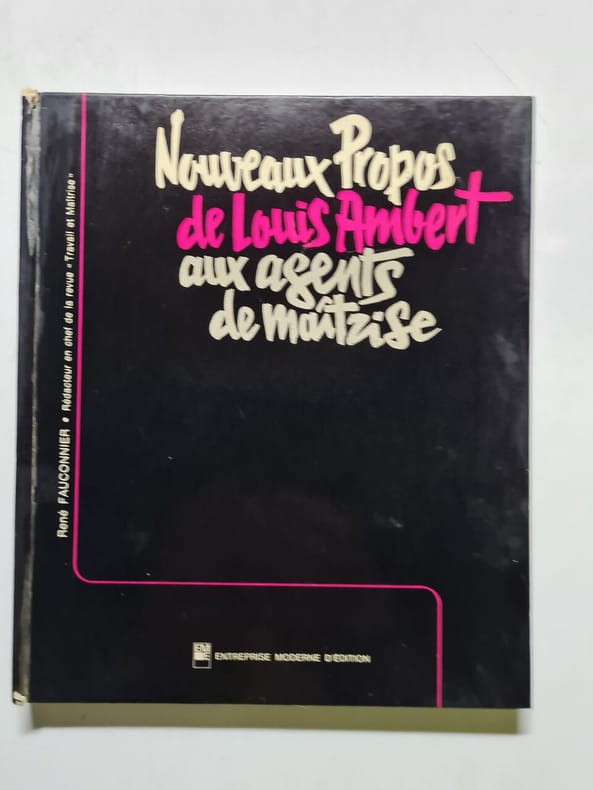 Nouveaux Propos
de Louis Ambert
aux agents
de maîtrise
René FAUCONNIER • Rédacteur en chef de la revue « Travail et Maîtrise »
EM
E
ENTREPRISE MODERNE D'ÉDITION